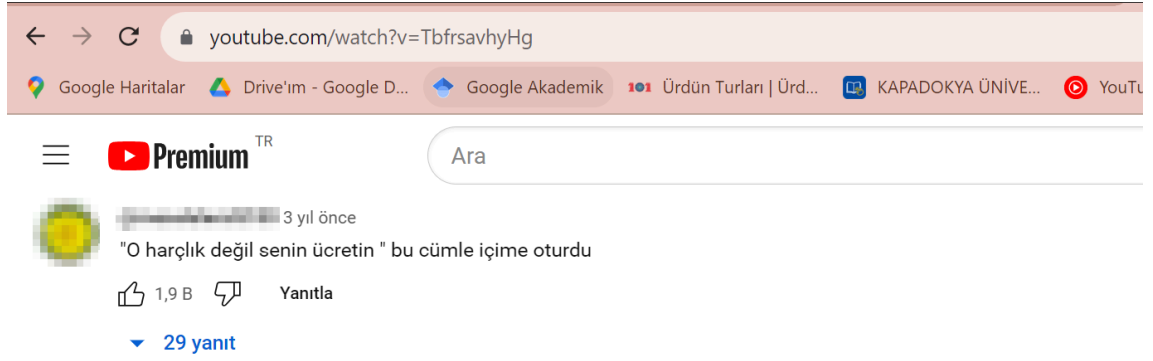 youtube.com/watch?v=TbfrsavhyHg
Google Haritalar Drive'ım - Google D... Google Akademik 101 Ürdün Turları | Ürd... KAPADOKYA ÜNİVE... YouTu
Premium TR Ara
3 yıl önce
"O harçlık değil senin ücretin " bu cümle içime oturdu
1,9 B Yanıtla
29 yanıt